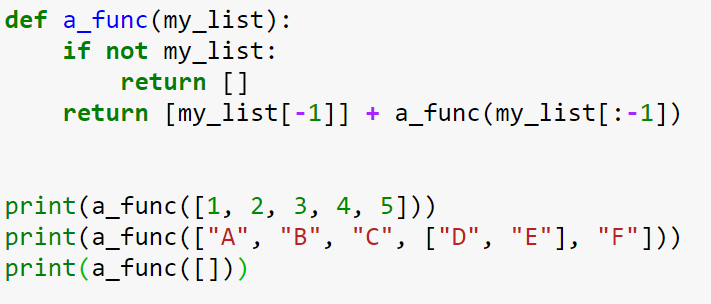 def a_func(my_list):
    if not my_list:
        return []
    return [my_list[-1]] + a_func(my_list[:-1])
print(a_func([1, 2, 3, 4, 5]))
print(a_func(["A", "B", "C", ["D", "E"], "F"]))
print(a_func([]))